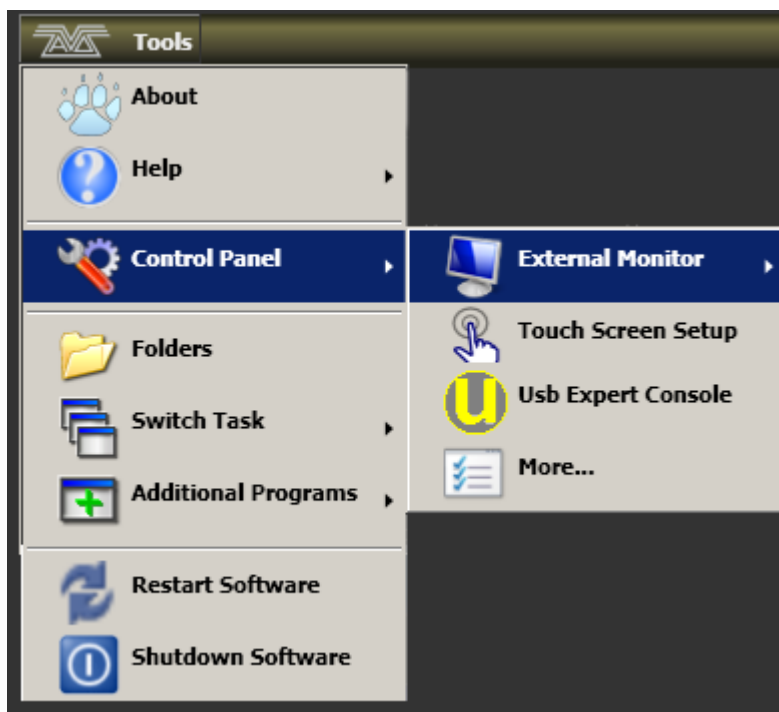 Tools
About
Help
Control Panel
External Monitor
Touch Screen Setup
Usb Expert Console
More...
Folders
Switch Task
Additional Programs
Restart Software
Shutdown Software